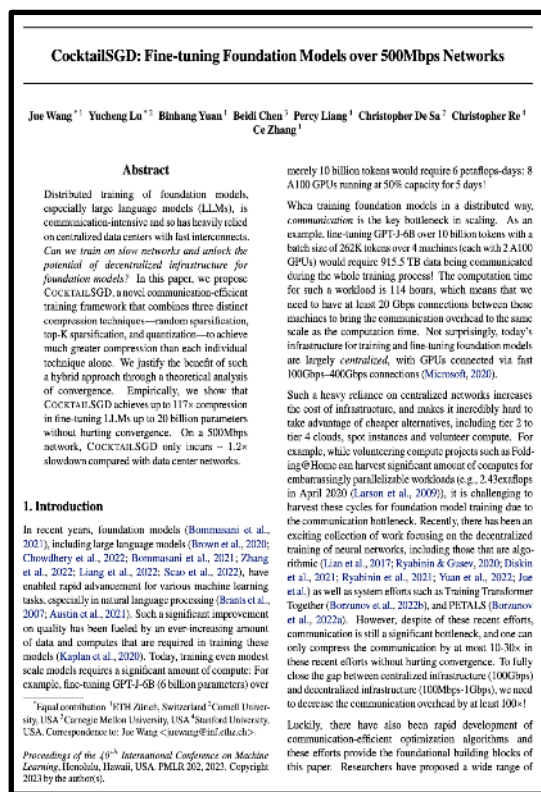 CocktailSGD: Fine-tuning Foundation Models over 500Mbps Networks
Jue Wang *1 Yucheng Lu *2 Binhang Yuan 1 Beidi Chen 3 Percy Liang 4 Christopher De Sa 2 Christopher Re 4
Ce Zhang 1
Abstract
Distributed training of foundation models,
especially large language models (LLMs), is
communication-intensive and so has heavily relied
on centralized data centers with fast interconnects.
Can we train on slow networks and unlock the
potential of decentralized infrastructure for
foundation models? In this paper, we propose
COCKTAILSGD, a novel communication-efficient
training framework that combines three distinct
compression techniques—random sparsification,
top-K sparsification, and quantization—to achieve
much greater compression than each individual
technique alone. We justify the benefit of such
a hybrid approach through a theoretical analysis
of convergence. Empirically, we show that
COCKTAILSGD achieves up to 117× compression
in fine-tuning LLMs up to 20 billion parameters
without hurting convergence. On a 500Mbps
network, COCKTAILSGD only incurs ~ 1.2×
slowdown compared with data center networks.
1. Introduction
In recent years, foundation models (Bommasani et al.,
2021), including large language models (Brown et al., 2020;
Chowdhery et al., 2022; Bommasani et al., 2021; Zhang
et al., 2022; Liang et al., 2022; Scao et al., 2022), have
enabled rapid advancement for various machine learning
tasks, especially in natural language processing (Brants et al.,
2007; Austin et al., 2021). Such a significant improvement
on quality has been fueled by an ever-increasing amount
of data and computes that are required in training these
models (Kaplan et al., 2020). Today, training even modest
scale models requires a significant amount of compute: For
example, fine-tuning GPT-J-6B (6 billion parameters) over
*Equal contribution 1ETH Zürich, Switzerland 2Cornell Univer-
sity, USA 3Carnegie Mellon University, USA 4Stanford University,
USA. Correspondence to: Jue Wang <juewang@inf.ethz.ch>.
Proceedings of the 40th International Conference on Machine
Learning, Honolulu, Hawaii, USA. PMLR 202, 2023. Copyright
2023 by the author(s).
merely 10 billion tokens would require 6 petaflops-days: 8
A100 GPUs running at 50% capacity for 5 days!
When training foundation models in a distributed way,
communication is the key bottleneck in scaling. As an
example, fine-tuning GPT-J-6B over 10 billion tokens with a
batch size of 262K tokens over 4 machines (each with 2 A100
GPUs) would require 915.5 TB data being communicated
during the whole training process! The computation time
for such a workload is 114 hours, which means that we
need to have at least 20 Gbps connections between these
machines to bring the communication overhead to the same
scale as the computation time. Not surprisingly, today's
infrastructure for training and fine-tuning foundation models
are largely centralized, with GPUs connected via fast
100Gbps–400Gbps connections (Microsoft, 2020).
Such a heavy reliance on centralized networks increases
the cost of infrastructure, and makes it incredibly hard to
take advantage of cheaper alternatives, including tier 2 to
tier 4 clouds, spot instances and volunteer compute. For
example, while volunteering compute projects such as Fold-
ing@Home can harvest significant amount of computes for
embarrassingly parallelizable workloads (e.g., 2.43exaflops
in April 2020 (Larson et al., 2009)), it is challenging to
harvest these cycles for foundation model training due to
the communication bottleneck. Recently, there has been an
exciting collection of work focusing on the decentralized
training of neural networks, including those that are algo-
rithmic (Lian et al., 2017; Ryabinin & Gusev, 2020; Diskin
et al., 2021; Ryabinin et al., 2021; Yuan et al., 2022; Jue
et al.) as well as system efforts such as Training Transformer
Together (Borzunov et al., 2022b), and PETALS (Borzunov
et al., 2022a). However, despite of these recent efforts,
communication is still a significant bottleneck, and one can
only compress the communication by at most 10-30x in
these recent efforts without hurting convergence. To fully
close the gap between centralized infrastructure (100Gbps)
and decentralized infrastructure (100Mbps-1Gbps), we need
to decrease the communication overhead by at least 100×!
Luckily, there have also been rapid development of
communication-efficient optimization algorithms and
these efforts provide the foundational building blocks of
this paper. Researchers have proposed a wide range of